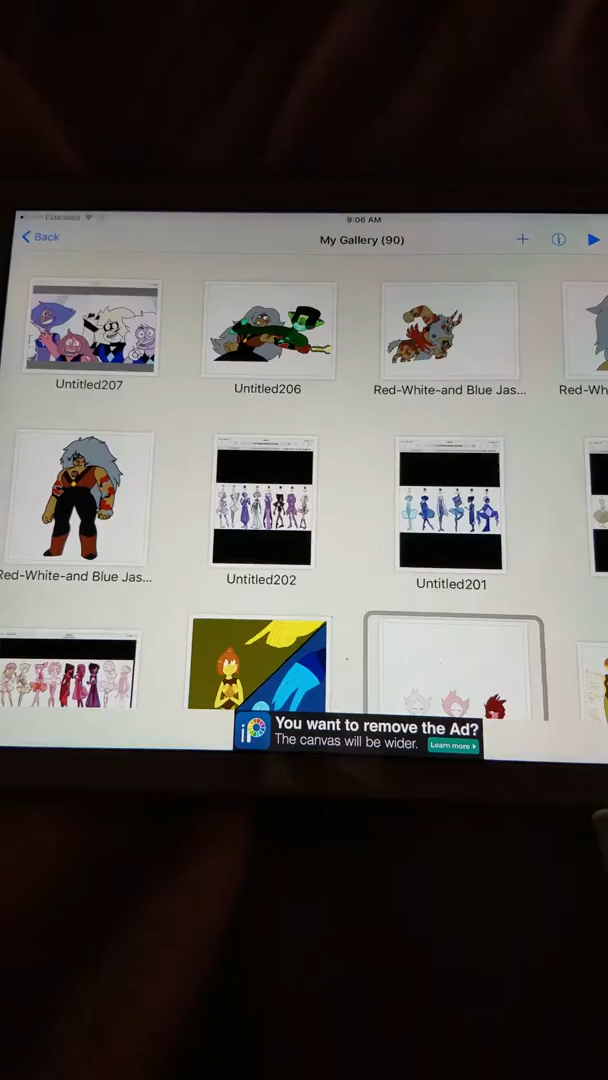 9:06 AM
Back
My Gallery (90)
Untitled207
Untitled206
Red-White-and Blue Jas...
Red-Wh
Red-White-and Blue Jas...
Untitled202
Untitled201
iP
You want to remove the Ad?
The canvas will be wider.
Learn more